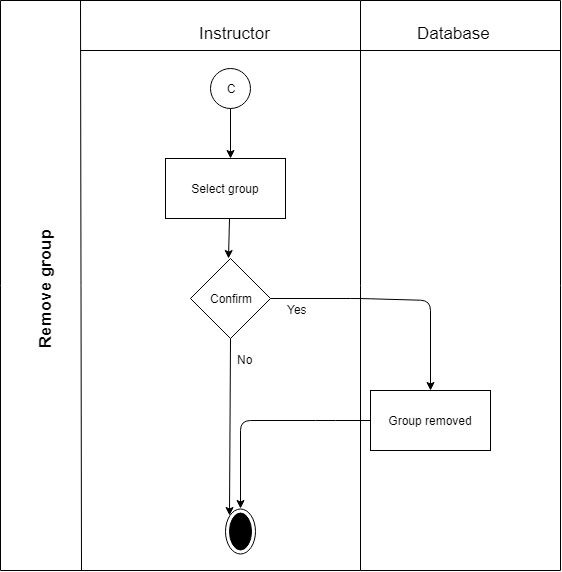 Instructor
Database
Remove group
C
Select group
Confirm
Yes
No
Group removed